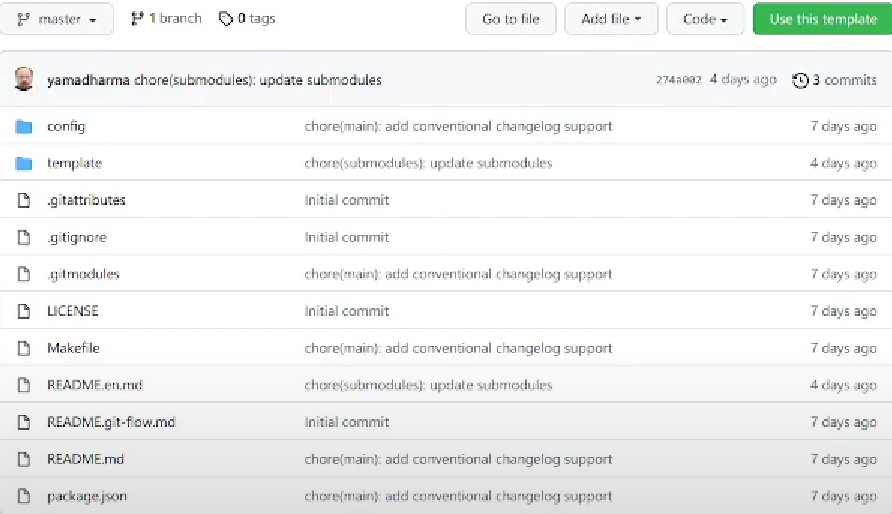 master 1 branch 0 tags Go to file Add file Code Use this template
yamadharma chore(submodules): update submodules 274a002 4 days ago 3 commits
config chore(main): add conventional changelog support 7 days ago
template chore(submodules): update submodules 4 days ago
.gitattributes Initial commit 7 days ago
.gitignore Initial commit 7 days ago
.gitmodules chore(main): add conventional changelog support 7 days ago
LICENSE Initial commit 7 days ago
Makefile chore(main): add conventional changelog support 7 days ago
README.en.md chore(submodules): update submodules 4 days ago
README.git-flow.md Initial commit 7 days ago
README.md chore(main): add conventional changelog support 7 days ago
package.json chore(main): add conventional changelog support 7 days ago